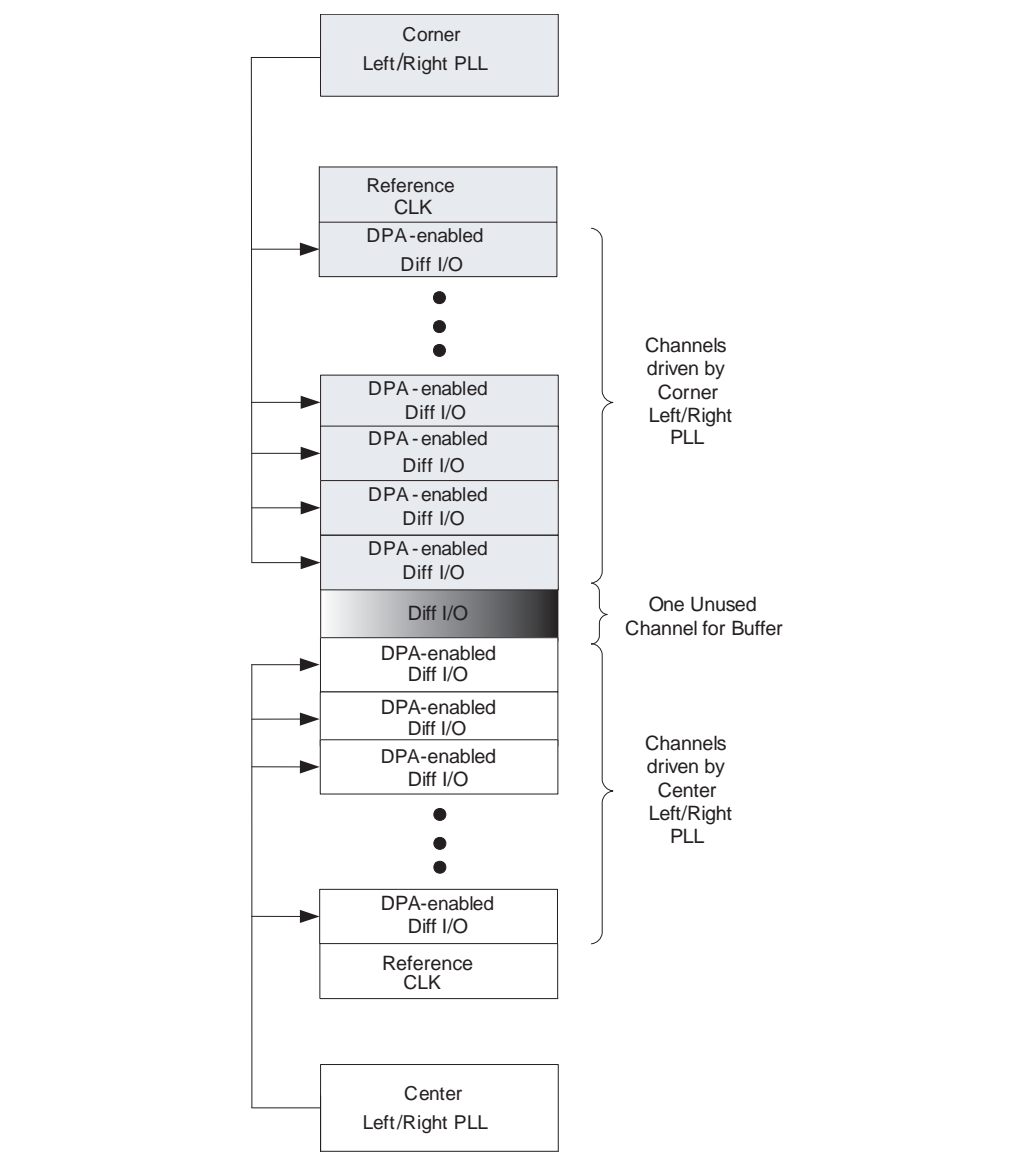 Corner
Left/Right PLL
Reference
CLK
DPA-enabled
Diff I/O
DPA-enabled
Diff I/O
DPA-enabled
Diff I/O
DPA-enabled
Diff I/O
DPA-enabled
Diff I/O
Channels
driven by
Corner
Left/Right
PLL
Diff I/O
One Unused
Channel for Buffer
DPA-enabled
Diff I/O
DPA-enabled
Diff I/O
DPA-enabled
Diff I/O
DPA-enabled
Diff I/O
Channels
driven by
Center
Left/Right
PLL
Reference
CLK
Center
Left/Right PLL